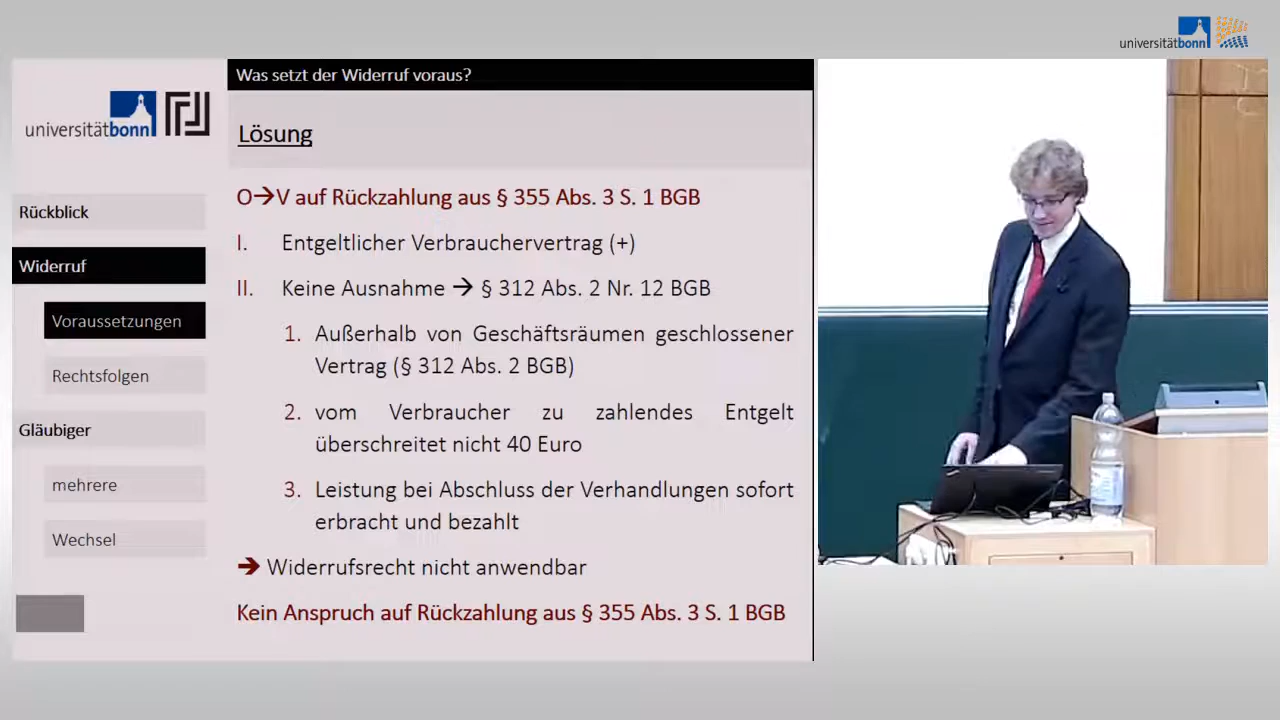 universitätbonn
Was setzt der Widerruf voraus?
universitätbonn
Lösung
Rückblick
Widerruf
Voraussetzungen
Rechtsfolgen
Gläubiger
mehrere
Wechsel
O→V auf Rückzahlung aus § 355 Abs. 3 S. 1 BGB
I. Entgeltlicher Verbrauchervertrag (+)
II. Keine Ausnahme → § 312 Abs. 2 Nr. 12 BGB
1. Außerhalb von Geschäftsräumen geschlossener
Vertrag (§ 312 Abs. 2 BGB)
2. vom Verbraucher zu zahlendes Entgelt
überschreitet nicht 40 Euro
3. Leistung bei Abschluss der Verhandlungen sofort
erbracht und bezahlt
→ Widerrufsrecht nicht anwendbar
Kein Anspruch auf Rückzahlung aus § 355 Abs. 3 S. 1 BGB